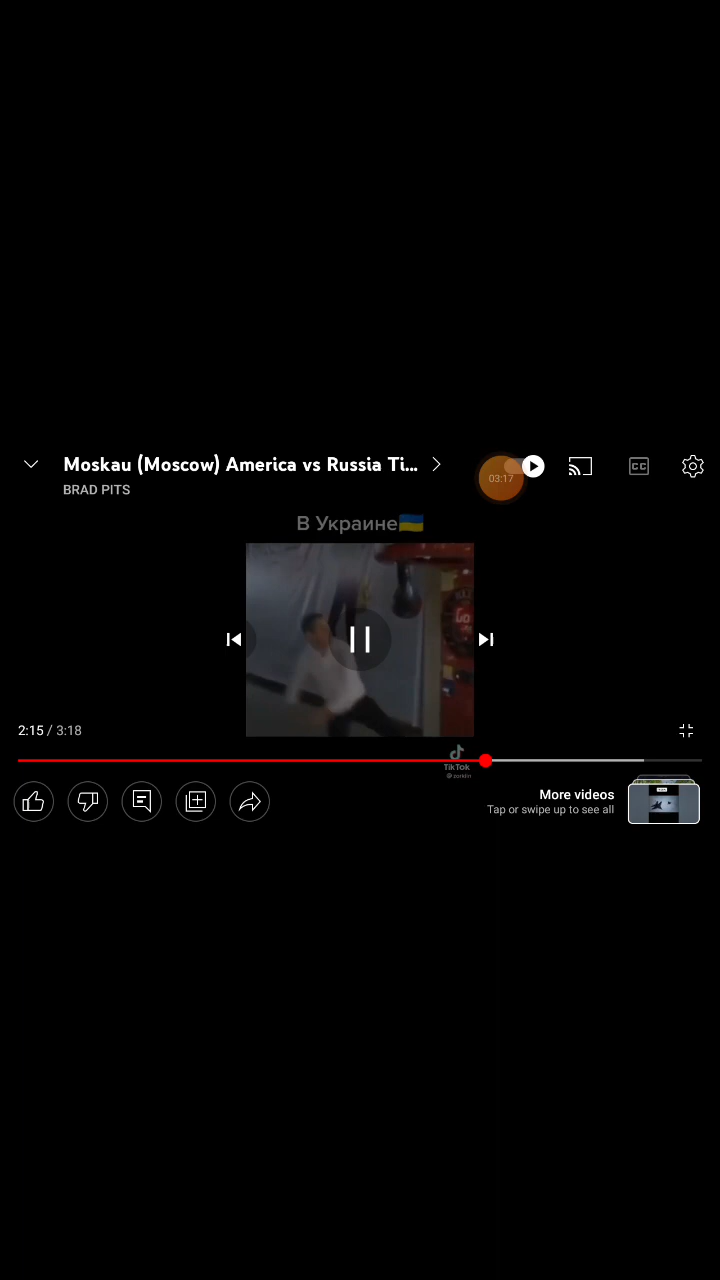 Moskau (Moscow) America vs Russia Ti...
BRAD PITS
03:17
CC
В Украине🇺🇦
2:15 / 3:18
TikTok
More videos
Tap or swipe up to see all